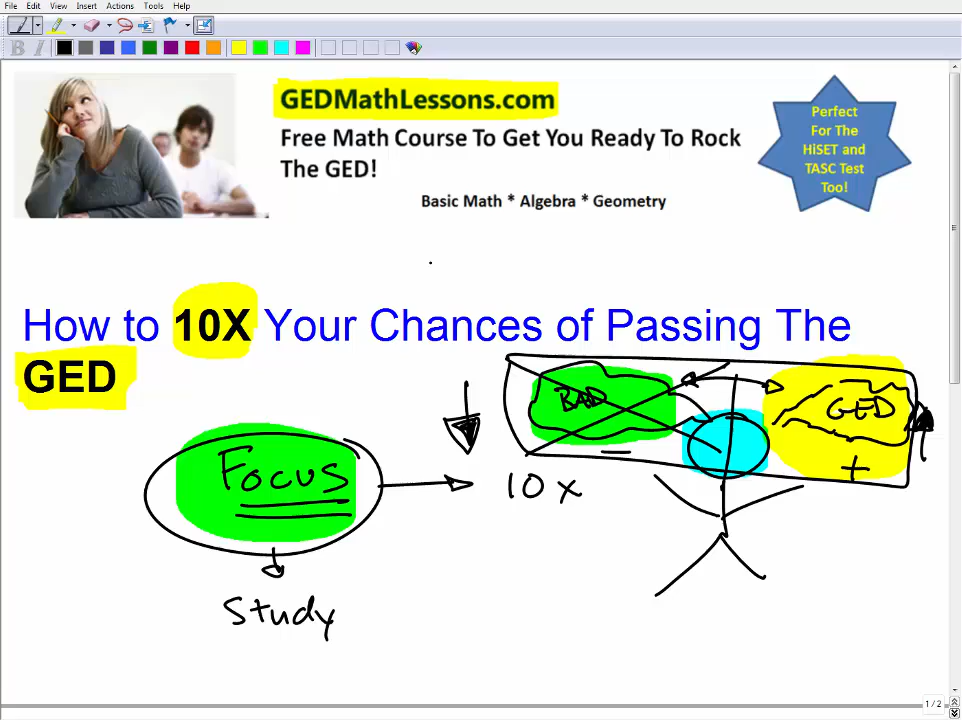 File Edit View Insert Actions Tools Help
B I
GEDMathLessons.com
Free Math Course To Get You Ready To Rock
The GED!
Basic Math * Algebra * Geometry
Perfect
For The
HiSET and
TASC Test
Too!
How to 10X Your Chances of Passing The
GED
BAD
GED
Focus
− +
10x
Study
1/2